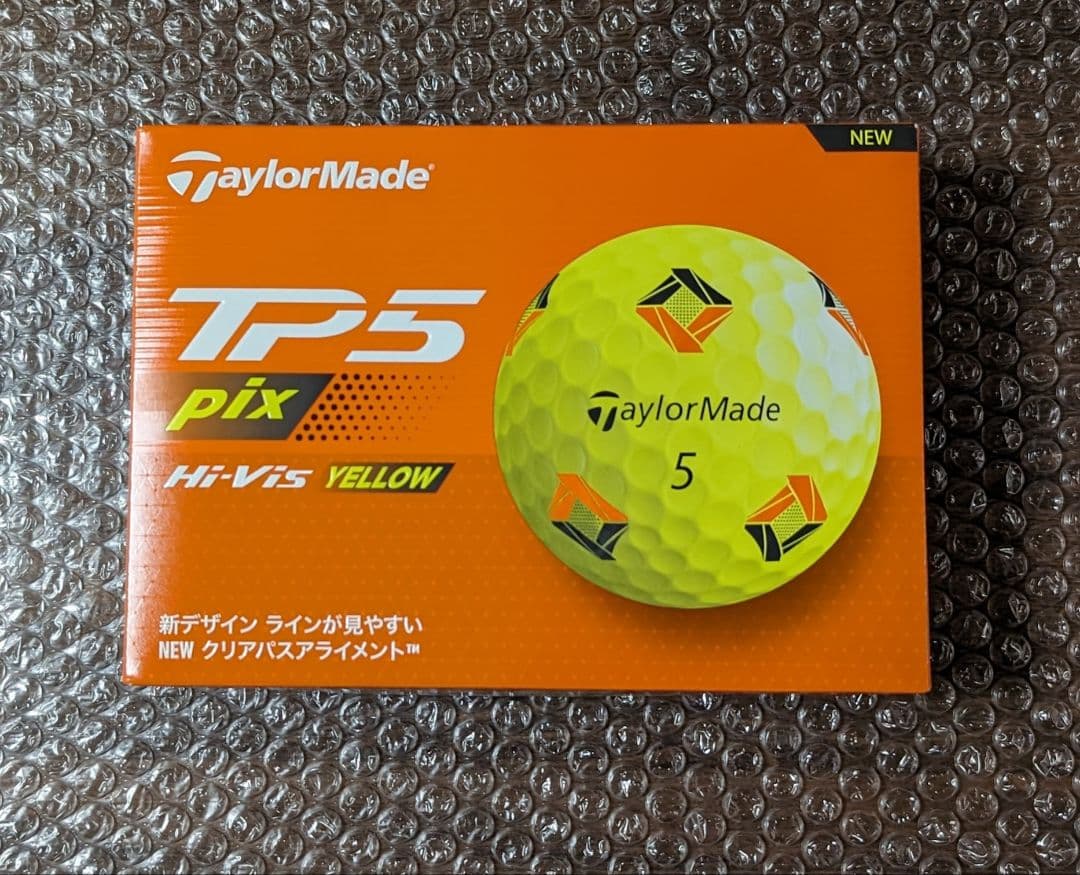 NEW
TaylorMade®
TP5
pix
Hi-Vis YELLOW
TaylorMade
5
新デザイン ラインが見やすい
NEW クリアパスアライメント™